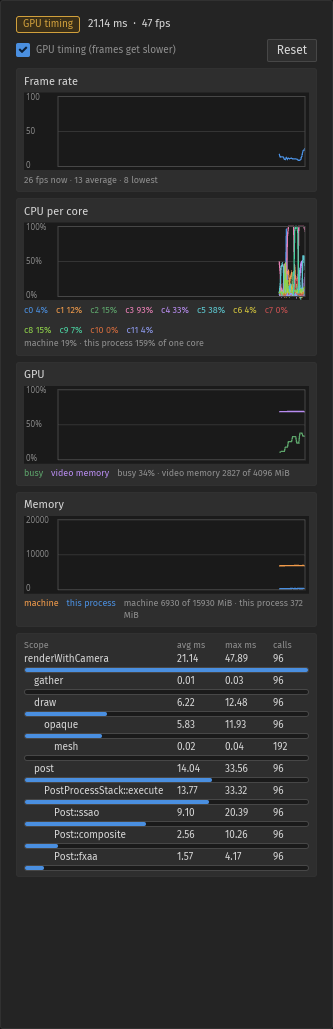 GPU timing 21.14 ms · 47 fps
GPU timing (frames get slower) Reset
Frame rate
100
50
0
26 fps now · 13 average · 8 lowest
CPU per core
100%
50%
0%
c0 4% c1 12% c2 15% c3 93% c4 33% c5 38% c6 4% c7 0%
c8 15% c9 7% c10 0% c11 4%
machine 19% · this process 159% of one core
GPU
100%
50%
0%
busy video memory busy 34% · video memory 2827 of 4096 MiB
Memory
20000
10000
0
machine this process machine 6930 of 15930 MiB · this process 372
MiB
Scope avg ms max ms calls
renderWithCamera 21.14 47.89 96
gather 0.01 0.03 96
draw 6.22 12.48 96
opaque 5.83 11.93 96
mesh 0.02 0.04 192
post 14.04 33.56 96
PostProcessStack::execute 13.77 33.32 96
Post::ssao 9.10 20.39 96
Post::composite 2.56 10.26 96
Post::fxaa 1.57 4.17 96